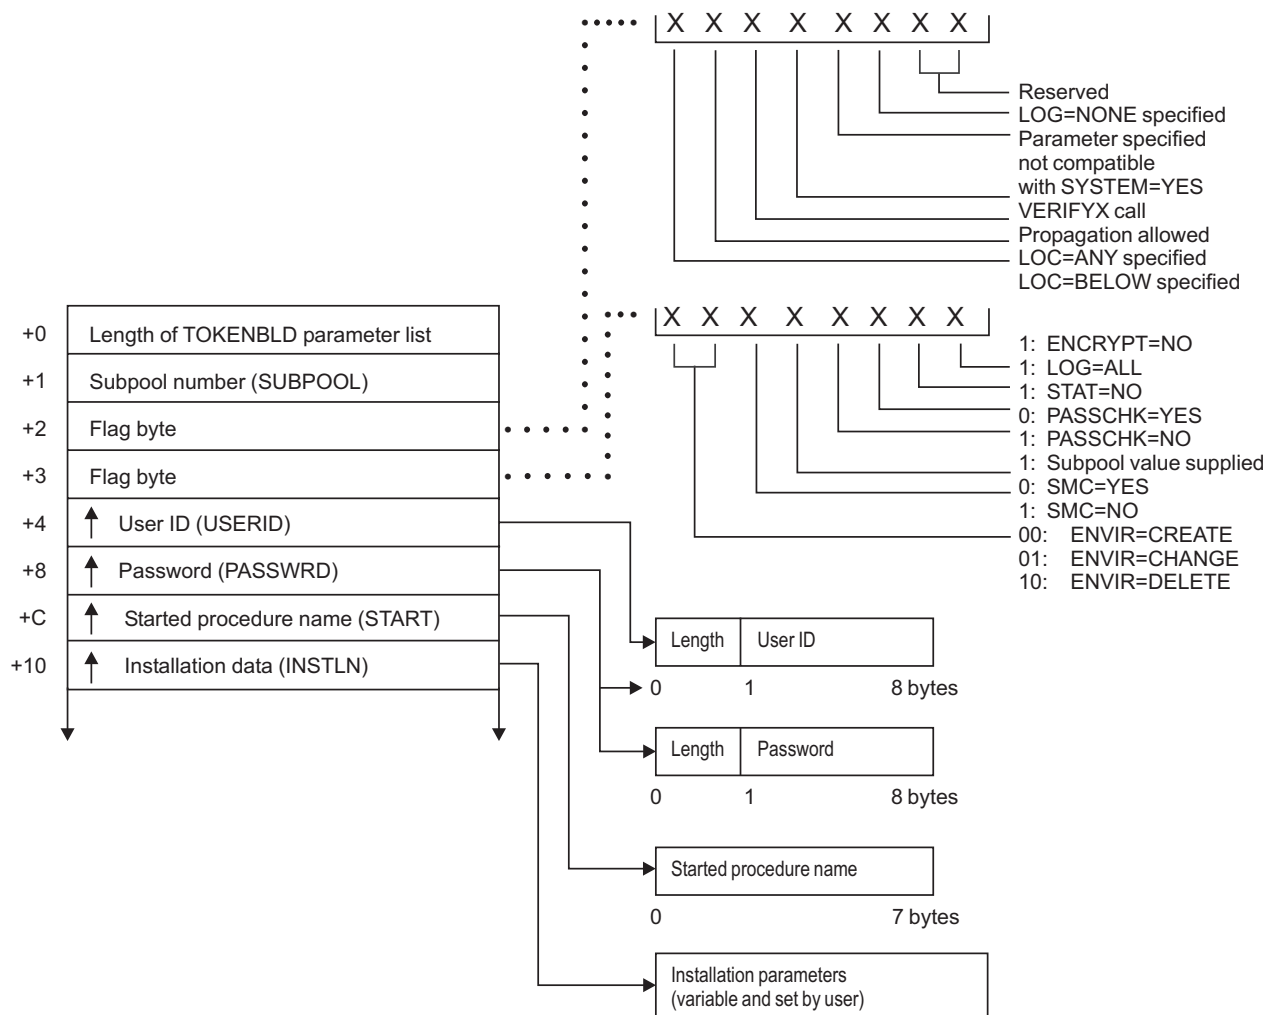 X X X X X X X X
Reserved
LOG=NONE specified
Parameter specified
not compatible
with SYSTEM=YES
VERIFYX call
Propagation allowed
LOC=ANY specified
LOC=BELOW specified
X X X X X X X X
1: ENCRYPT=NO
1: LOG=ALL
1: STAT=NO
0: PASSCHK=YES
1: PASSCHK=NO
1: Subpool value supplied
0: SMC=YES
1: SMC=NO
00: ENVIR=CREATE
01: ENVIR=CHANGE
10: ENVIR=DELETE
+0 Length of TOKENBLD parameter list
+1 Subpool number (SUBPOOL)
+2 Flag byte
+3 Flag byte
+4 User ID (USERID)
+8 Password (PASSWRD)
+C Started procedure name (START)
+10 Installation data (INSTLN)
Length User ID
0 1 8 bytes
Length Password
0 1 8 bytes
Started procedure name
0 7 bytes
Installation parameters
(variable and set by user)